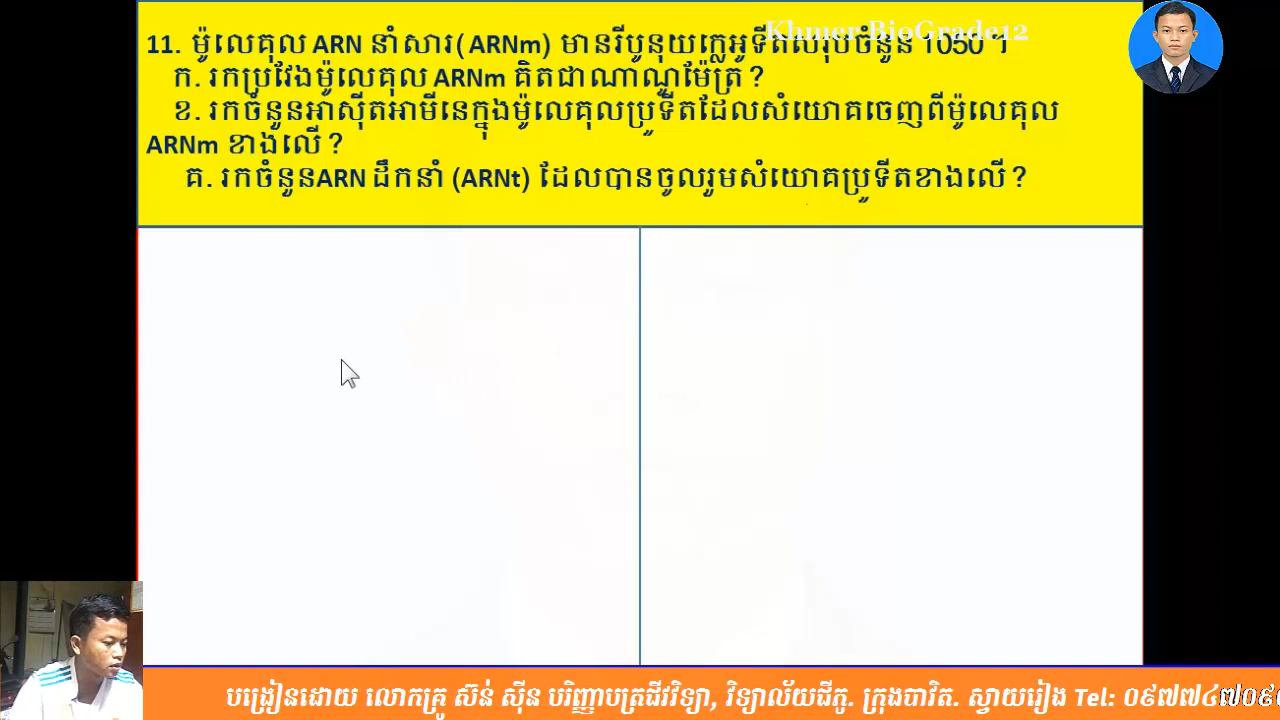 Khmer BioGrade12
11. ម៉ូលេគុល ARN នាំសារ(ARNm) មានរីបូនុយក្លេអូទីតសរុបចំនួន 1050 ។
ក. រកប្រវែងម៉ូលេគុល ARNm គិតជាណាណូម៉ែត្រ ?
ខ. រកចំនួនអាស៊ីតអាមីនេក្នុងម៉ូលេគុលប្រូទីតដែលសំយោគចេញពីម៉ូលេគុល
ARNm ខាងលើ ?
គ. រកចំនួនARN ដឹកនាំ (ARNt) ដែលបានចូលរួមសំយោគប្រូទីតខាងលើ ?
បង្រៀនដោយ លោកគ្រូ ស៊ន់ ស៊ីន បរិញ្ញាបត្រជីវវិទ្យា, វិទ្យាល័យជីភូ. ក្រុងបាវិត. ស្វាយរៀង Tel: